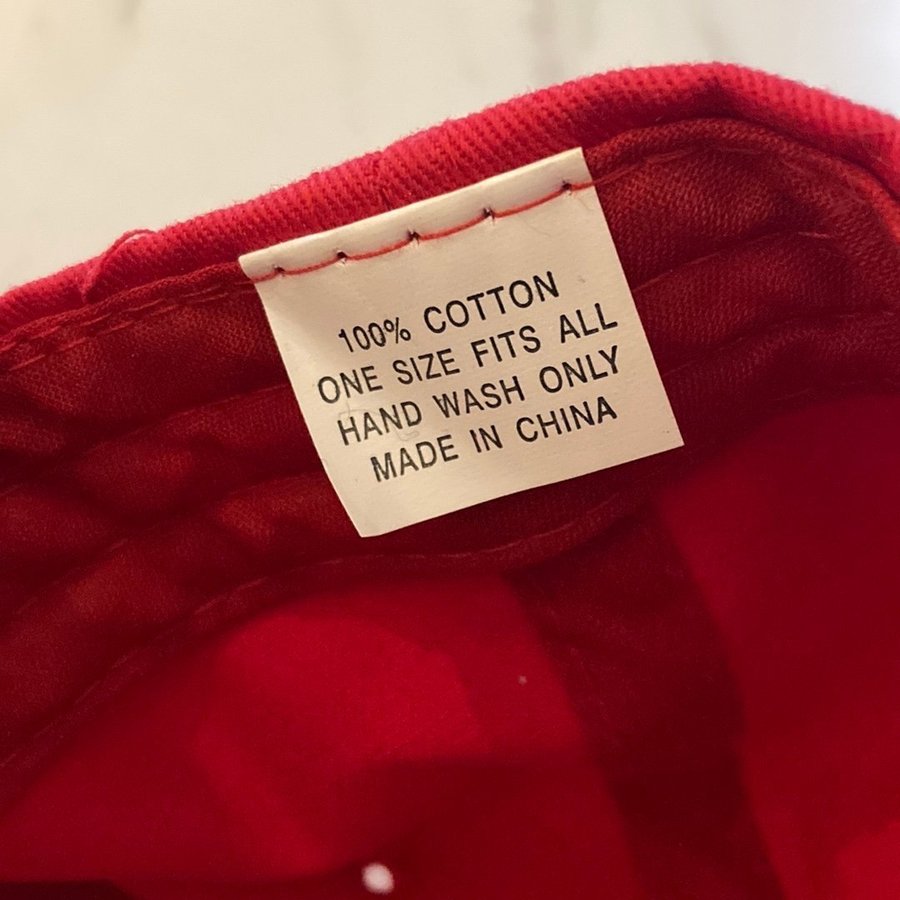 100% COTTON
ONE SIZE FITS ALL
HAND WASH ONLY
MADE IN CHINA